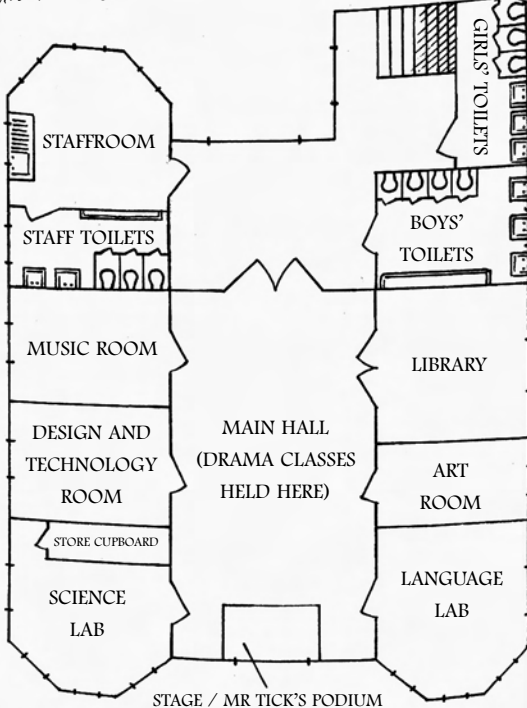 GIRLS' TOILETS
STAFFROOM
STAFF TOILETS
BOYS'
TOILETS
MUSIC ROOM
LIBRARY
DESIGN AND
TECHNOLOGY
ROOM
MAIN HALL
(DRAMA CLASSES
HELD HERE)
ART
ROOM
STORE CUPBOARD
SCIENCE
LAB
LANGUAGE
LAB
STAGE / MR TICK'S PODIUM